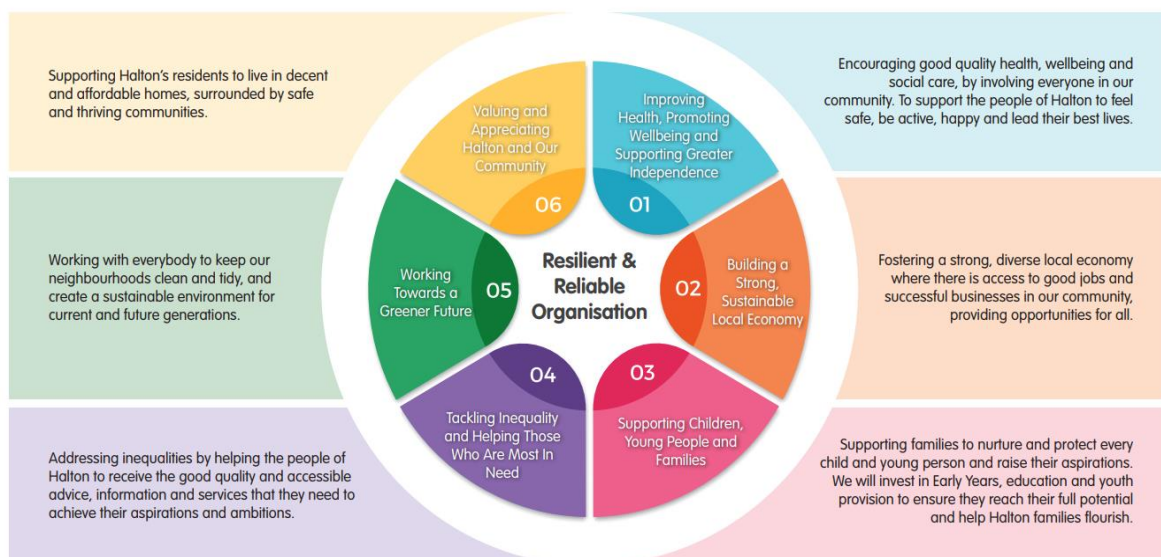 Supporting Halton's residents to live in decent
and affordable homes, surrounded by safe
and thriving communities.
Valuing and
Appreciating
Halton and Our
Community
06
Improving
Health, Promoting
Wellbeing and
Supporting Greater
Independence
01
Encouraging good quality health, wellbeing and
social care, by involving everyone in our
community. To support the people of Halton to feel
safe, be active, happy and lead their best lives.
Working with everybody to keep our
neighbourhoods clean and tidy, and
create a sustainable environment for
current and future generations.
Working
Towards a
Greener Future
05
Resilient &
Reliable
Organisation
02
Building a
Strong,
Sustainable
Local Economy
Fostering a strong, diverse local economy
where there is access to good jobs and
successful businesses in our community,
providing opportunities for all.
Addressing inequalities by helping the people of
Halton to receive the good quality and accessible
advice, information and services that they need to
achieve their aspirations and ambitions.
04
Tackling Inequality
and Helping Those
Who Are Most In
Need
03
Supporting Children,
Young People and
Families
Supporting families to nurture and protect every
child and young person and raise their aspirations.
We will invest in Early Years, education and youth
provision to ensure they reach their full potential
and help Halton families flourish.